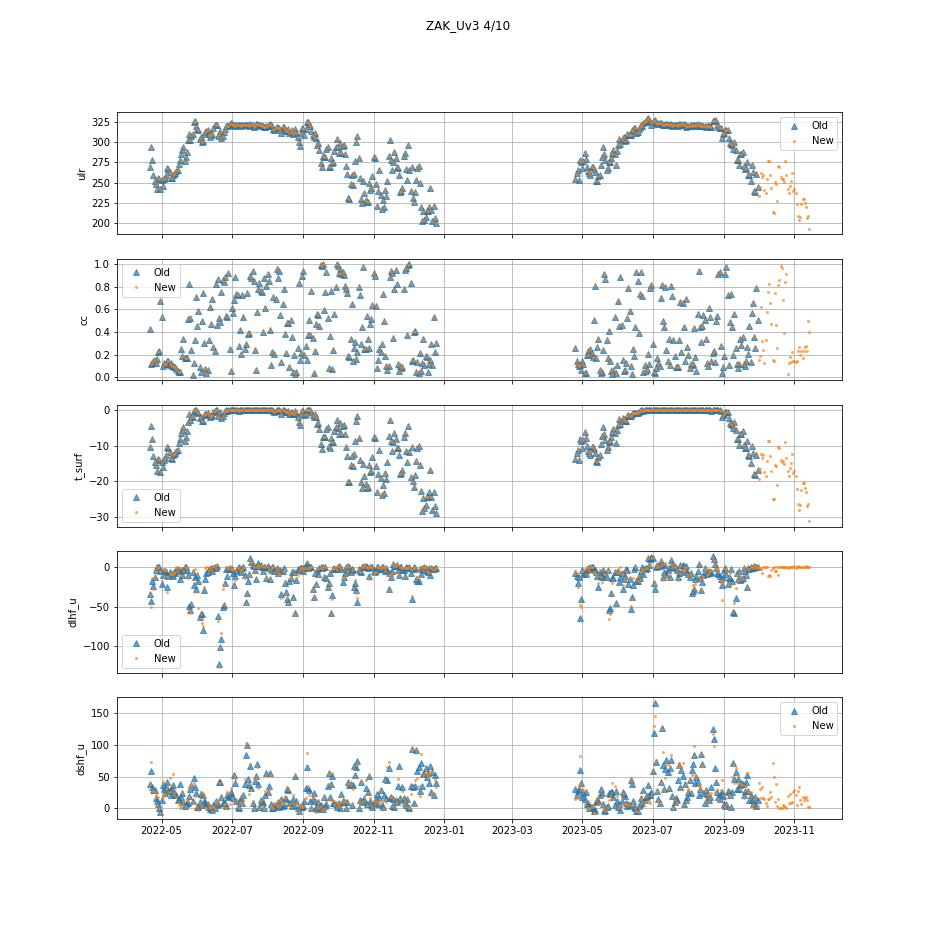 ZAK_Uv3 4/10
325
300
275
250
225
200
ulr
Old
New
1.0
0.8
0.6
0.4
0.2
0.0
cc
Old
New
0
−10
−20
−30
t_surf
Old
New
0
−50
−100
dlhf_u
Old
New
150
100
50
0
dshf_u
Old
New
2022-05 2022-07 2022-09 2022-11 2023-01 2023-03 2023-05 2023-07 2023-09 2023-11